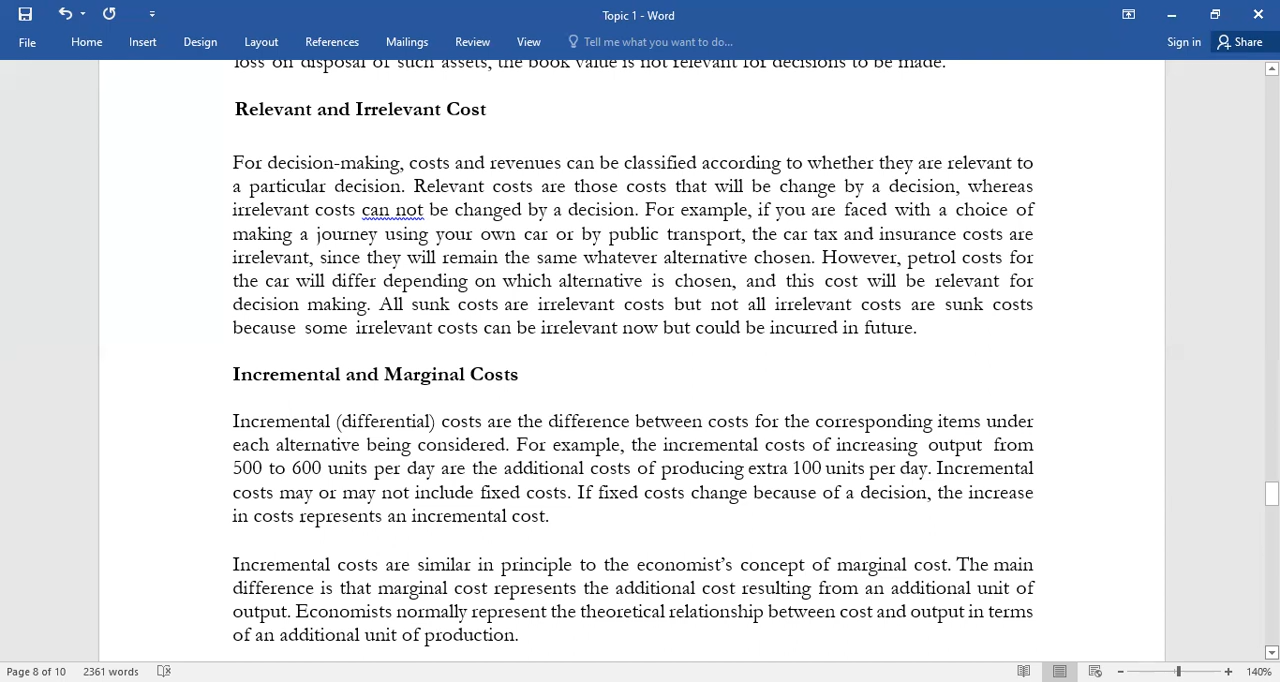 Topic 1 - Word
File Home Insert Design Layout References Mailings Review View Tell me what you want to do... Sign in Share
loss on disposal of such assets, the book value is not relevant for decisions to be made.
Relevant and Irrelevant Cost
For decision-making, costs and revenues can be classified according to whether they are relevant to
a particular decision. Relevant costs are those costs that will be change by a decision, whereas
irrelevant costs can not be changed by a decision. For example, if you are faced with a choice of
making a journey using your own car or by public transport, the car tax and insurance costs are
irrelevant, since they will remain the same whatever alternative chosen. However, petrol costs for
the car will differ depending on which alternative is chosen, and this cost will be relevant for
decision making. All sunk costs are irrelevant costs but not all irrelevant costs are sunk costs
because some irrelevant costs can be irrelevant now but could be incurred in future.
Incremental and Marginal Costs
Incremental (differential) costs are the difference between costs for the corresponding items under
each alternative being considered. For example, the incremental costs of increasing output from
500 to 600 units per day are the additional costs of producing extra 100 units per day. Incremental
costs may or may not include fixed costs. If fixed costs change because of a decision, the increase
in costs represents an incremental cost.
Incremental costs are similar in principle to the economist’s concept of marginal cost. The main
difference is that marginal cost represents the additional cost resulting from an additional unit of
output. Economists normally represent the theoretical relationship between cost and output in terms
of an additional unit of production.
Page 8 of 10 2361 words 140%